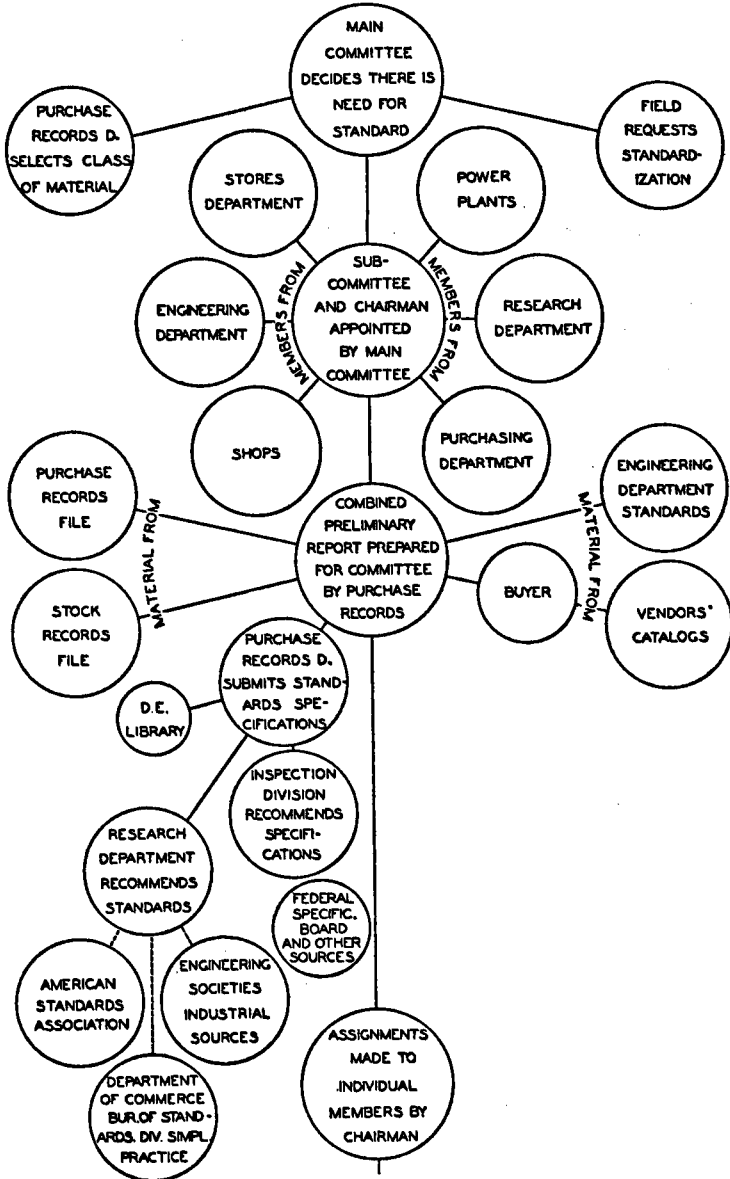 MAIN
COMMITTEE
DECIDES THERE IS
NEED FOR
STANDARD
PURCHASE
RECORDS D.
SELECTS CLASS
OF MATERIAL
FIELD
REQUESTS
STANDARD-
IZATION
STORES
DEPARTMENT
POWER
PLANTS
ENGINEERING
DEPARTMENT
MEMBERS FROM
SUB-
COMMITTEE
AND CHAIRMAN
APPOINTED
BY MAIN
COMMITTEE
MEMBERS FROM
RESEARCH
DEPARTMENT
SHOPS
PURCHASING
DEPARTMENT
PURCHASE
RECORDS
FILE
STOCK
RECORDS
FILE
MATERIAL FROM
COMBINED
PRELIMINARY
REPORT PREPARED
FOR COMMITTEE
BY PURCHASE
RECORDS
ENGINEERING
DEPARTMENT
STANDARDS
MATERIAL FROM
BUYER
VENDORS'
CATALOGS
PURCHASE
RECORDS D.
SUBMITS STAND-
ARDS SPE-
CIFICATIONS
D.E.
LIBRARY
INSPECTION
DIVISION
RECOMMENDS
SPECIFI-
CATIONS
RESEARCH
DEPARTMENT
RECOMMENDS
STANDARDS
FEDERAL
SPECIFIC.
BOARD
AND OTHER
SOURCES
AMERICAN
STANDARDS
ASSOCIATION
ENGINEERING
SOCIETIES
INDUSTRIAL
SOURCES
DEPARTMENT
OF COMMERCE
BUR. OF STAND-
ARDS. DIV. SIMPL.
PRACTICE
ASSIGNMENTS
MADE TO
INDIVIDUAL
MEMBERS BY
CHAIRMAN